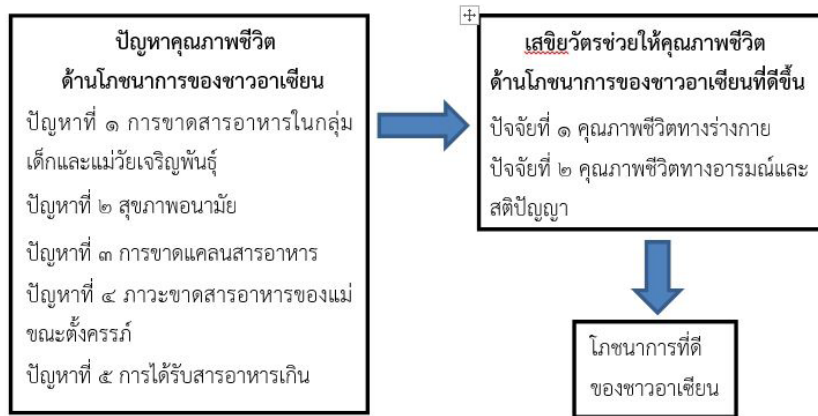 ปัญหาคุณภาพชีวิต
ด้านโภชนาการของชาวอาเซียน
ปัญหาที่ ๑ การขาดสารอาหารในกลุ่ม
เด็กและแม่วัยเจริญพันธุ์
ปัญหาที่ ๒ สุขภาพอนามัย
ปัญหาที่ ๓ การขาดแคลนสารอาหาร
ปัญหาที่ ๔ ภาวะขาดสารอาหารของแม่
ขณะตั้งครรภ์
ปัญหาที่ ๕ การได้รับสารอาหารเกิน
เสขิยวัตรช่วยให้คุณภาพชีวิต
ด้านโภชนาการของชาวอาเซียนที่ดีขึ้น
ปัจจัยที่ ๑ คุณภาพชีวิตทางร่างกาย
ปัจจัยที่ ๒ คุณภาพชีวิตทางอารมณ์และ
สติปัญญา
โภชนาการที่ดี
ของชาวอาเซียน